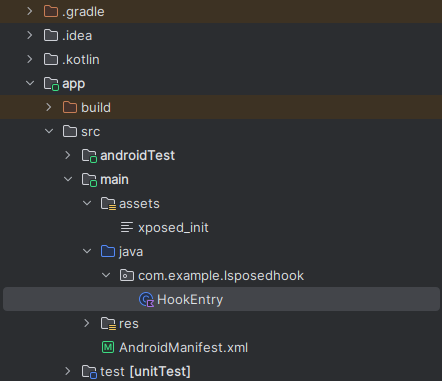 .gradle
.idea
.kotlin
app
build
src
androidTest
main
assets
xposed_init
java
com.example.lsposedhook
HookEntry
res
AndroidManifest.xml
test [unitTest]